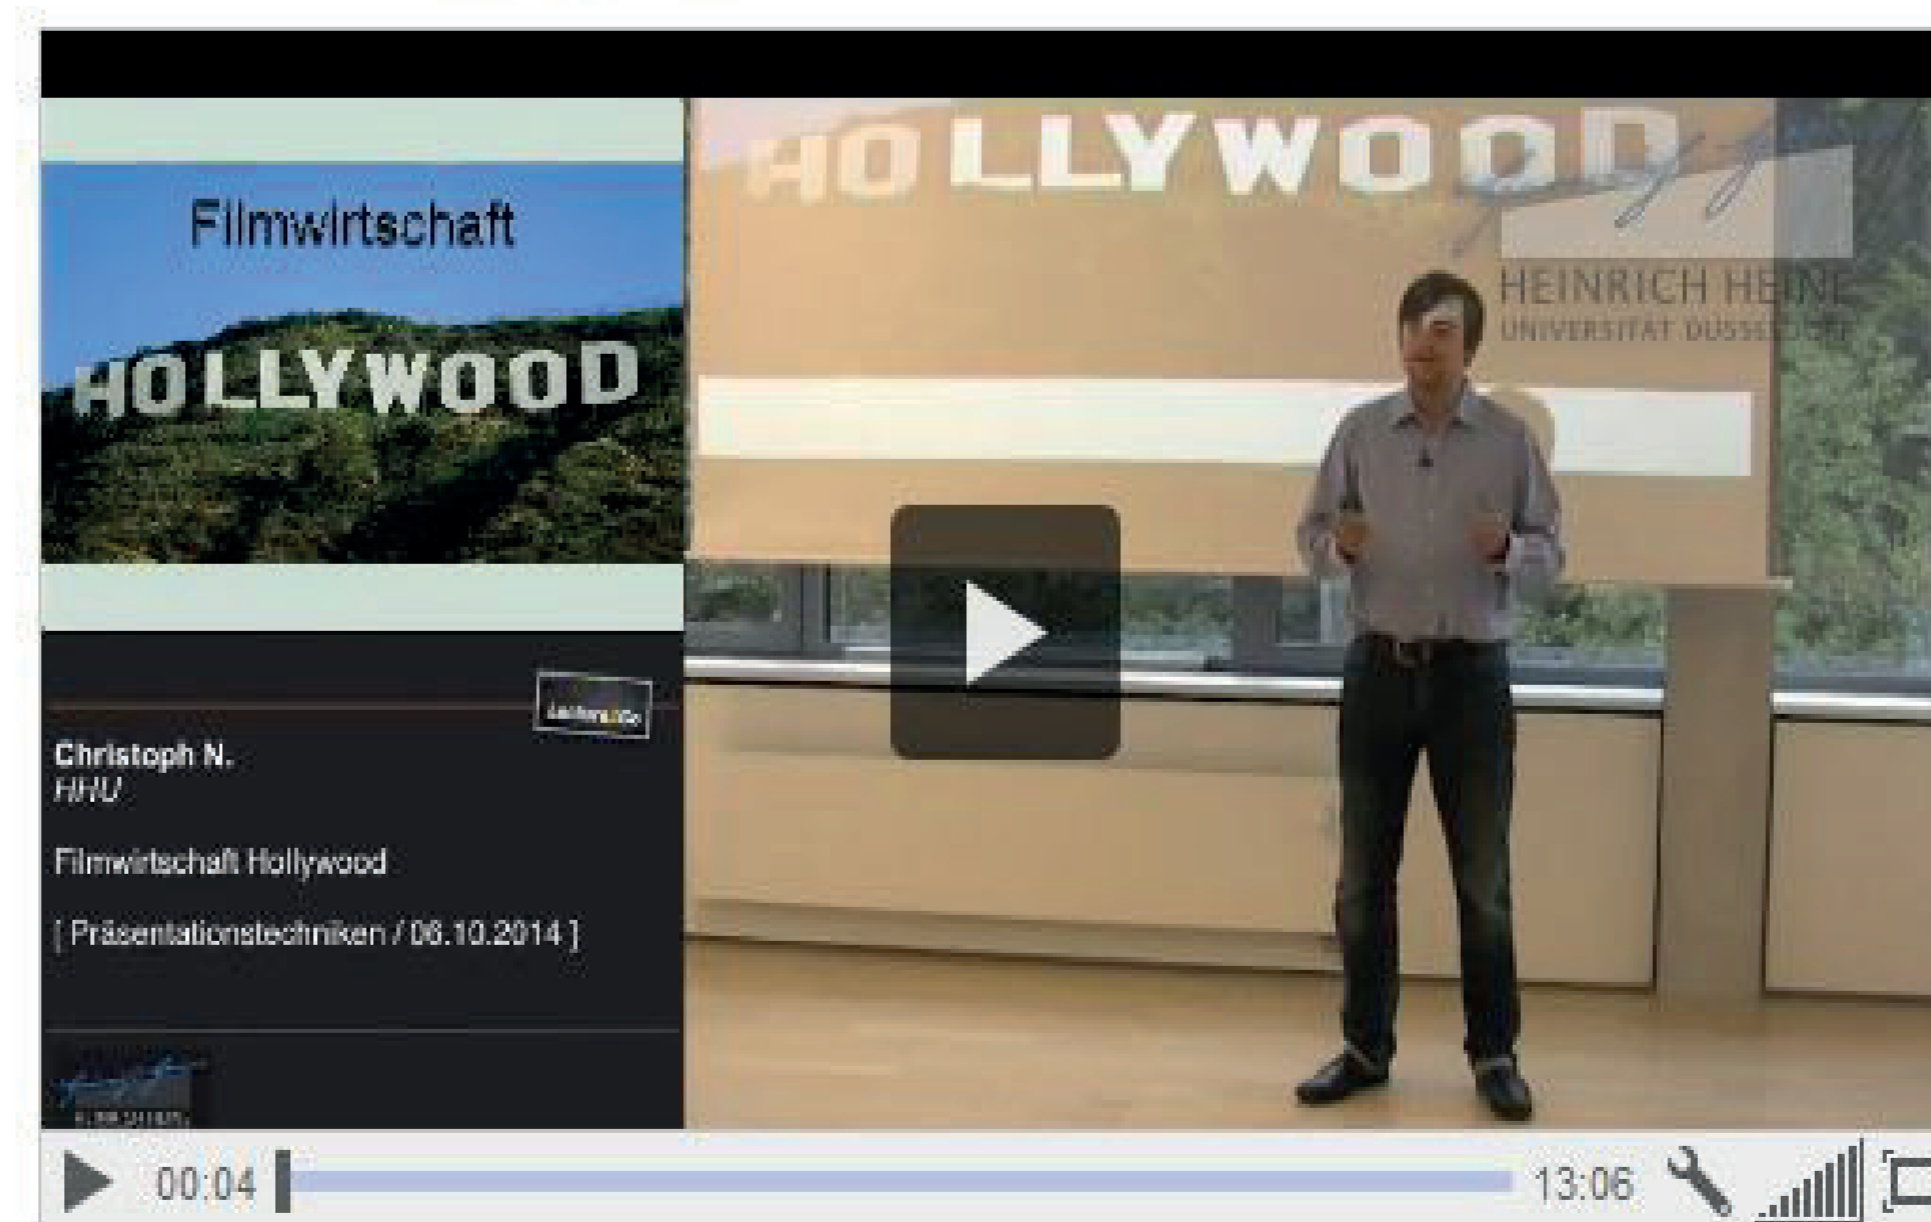 Filmwirtschaft
HOLLYWOOD
HOLLYWOOD
HEINRICH HEINE
UNIVERSITÄT DÜSSELDORF
Lecture2Go
Christoph N.
HHU
Filmwirtschaft Hollywood
[ Präsentationstechniken / 06.10.2014 ]
00:04
13:06